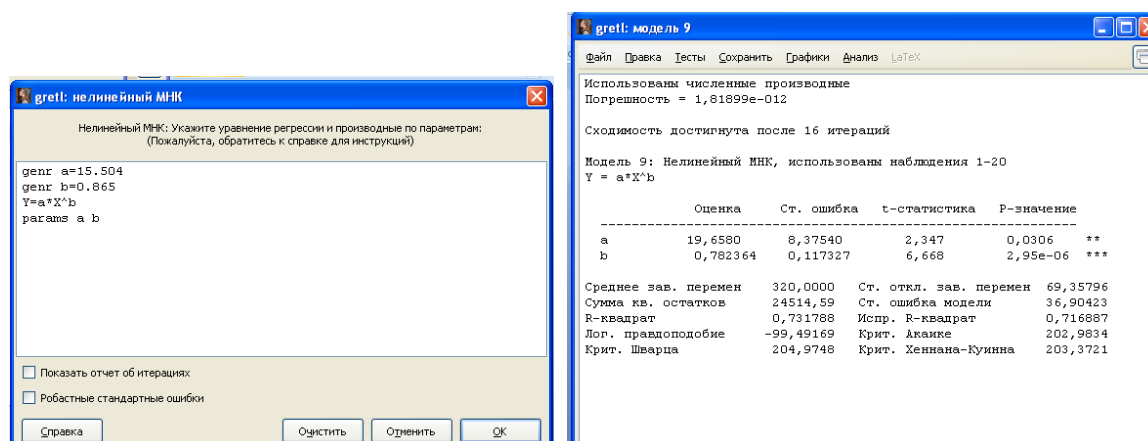 gretl: нелинейный МНК
Нелинейный МНК: Укажите уравнение регрессии и производные по параметрам:
(Пожалуйста, обратитесь к справке для инструкций)
genr a=15.504
genr b=0.865
Y=a*X^b
params a b
Показать отчет об итерациях
Робастные стандартные ошибки
Справка Очистить Отменить OK
gretl: модель 9
Файл Правка Тесты Сохранить Графики Анализ LaTeX
Использованы численные производные
Погрешность = 1,81899e-012
Сходимость достигнута после 16 итераций
Модель 9: Нелинейный МНК, использованы наблюдения 1-20
Y = a*X^b
Оценка Ст. ошибка t-статистика P-значение
a 19,6580 8,37540 2,347 0,0306 **
b 0,782364 0,117327 6,668 2,95e-06 ***
Среднее зав. перемен 320,0000 Ст. откл. зав. перемен 69,35796
Сумма кв. остатков 24514,59 Ст. ошибка модели 36,90423
R-квадрат 0,731788 Испр. R-квадрат 0,716887
Лог. правдоподобие -99,49169 Крит. Акаике 202,9834
Крит. Шварца 204,9748 Крит. Хеннана-Куинна 203,3721